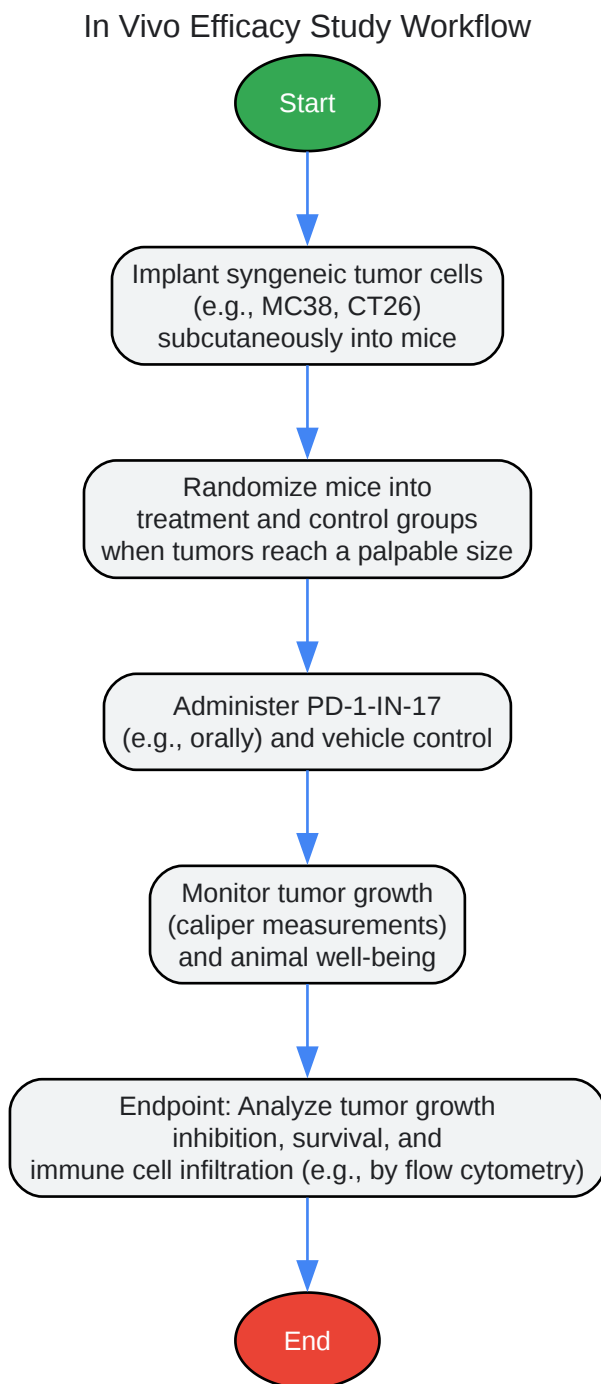 In Vivo Efficacy Study Workflow
Start
Implant syngeneic tumor cells
(e.g., MC38, CT26)
subcutaneously into mice
Randomize mice into
treatment and control groups
when tumors reach a palpable size
Administer PD-1-IN-17
(e.g., orally) and vehicle control
Monitor tumor growth
(caliper measurements)
and animal well-being
Endpoint: Analyze tumor growth
inhibition, survival, and
immune cell infiltration (e.g., by flow cytometry)
End